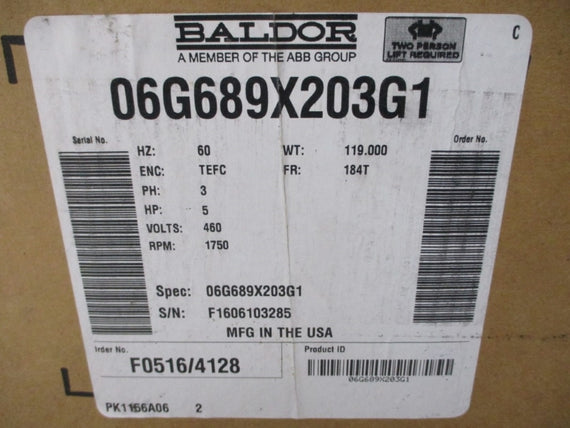 BALDOR
A MEMBER OF THE ABB GROUP
TWO PERSON
LIFT REQUIRED
C
06G689X203G1
Serial No.
Order No.
HZ: 60 WT: 119.000
ENC: TEFC FR: 184T
PH: 3
HP: 5
VOLTS: 460
RPM: 1750
Spec: 06G689X203G1
S/N: F1606103285
MFG IN THE USA
Order No.
F0516/4128
Product ID
06G689X203G1
PK1156A06 2